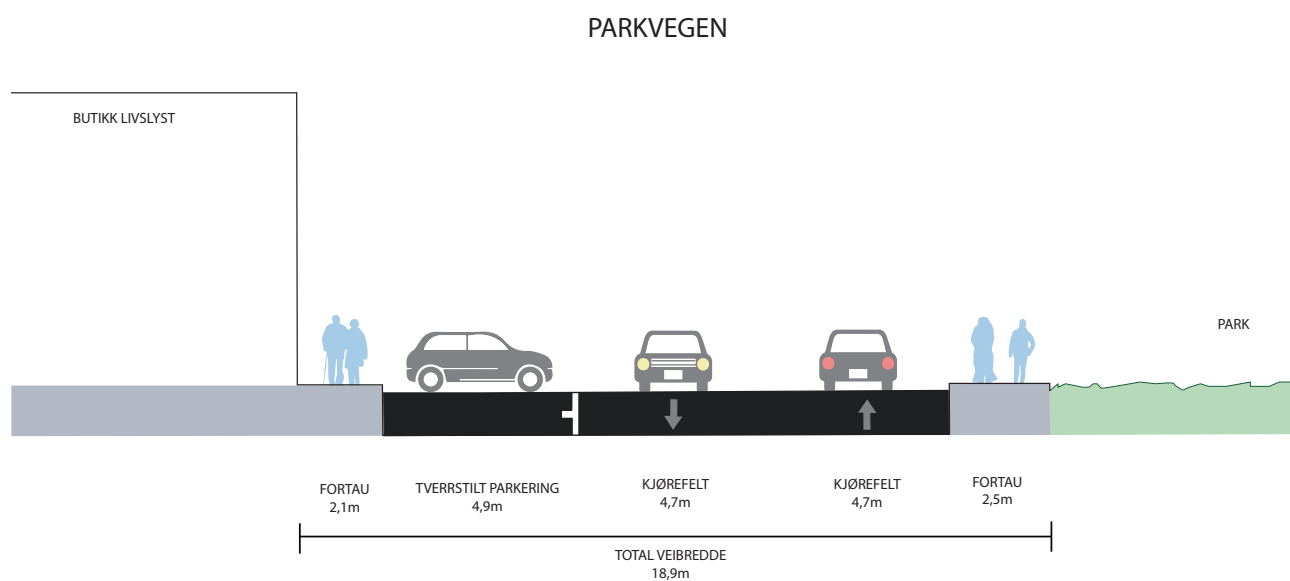 PARKVEGEN
BUTIKK LIVSLYST
PARK
FORTAU
2,1m
TVERRSTILT PARKERING
4,9m
KJØREFELT
4,7m
KJØREFELT
4,7m
FORTAU
2,5m
TOTAL VEIBREDDE
18,9m